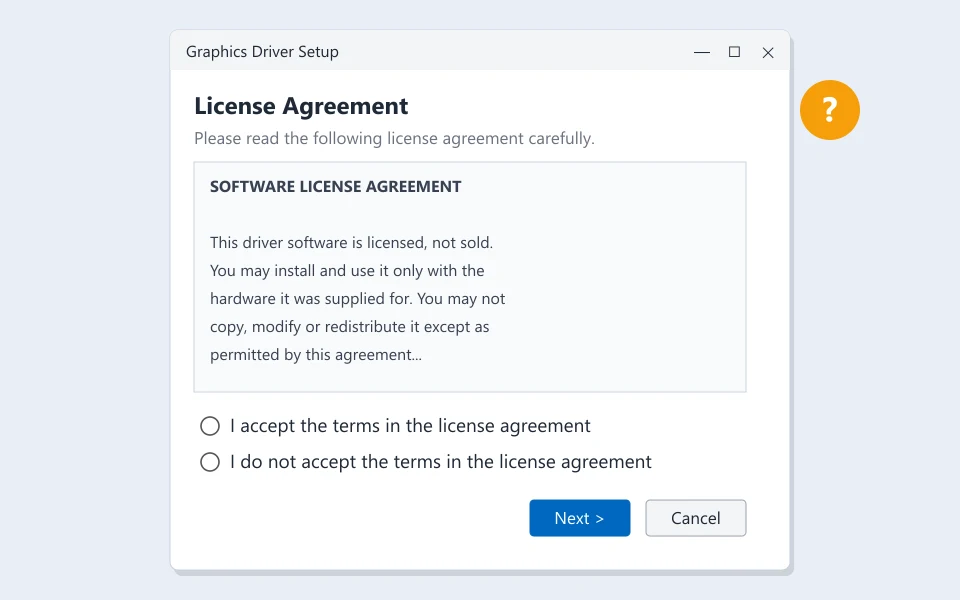 Graphics Driver Setup
License Agreement
?
Please read the following license agreement carefully.
SOFTWARE LICENSE AGREEMENT
This driver software is licensed, not sold.
You may install and use it only with the
hardware it was supplied for. You may not
copy, modify or redistribute it except as
permitted by this agreement...
I accept the terms in the license agreement
I do not accept the terms in the license agreement
Next >
Cancel